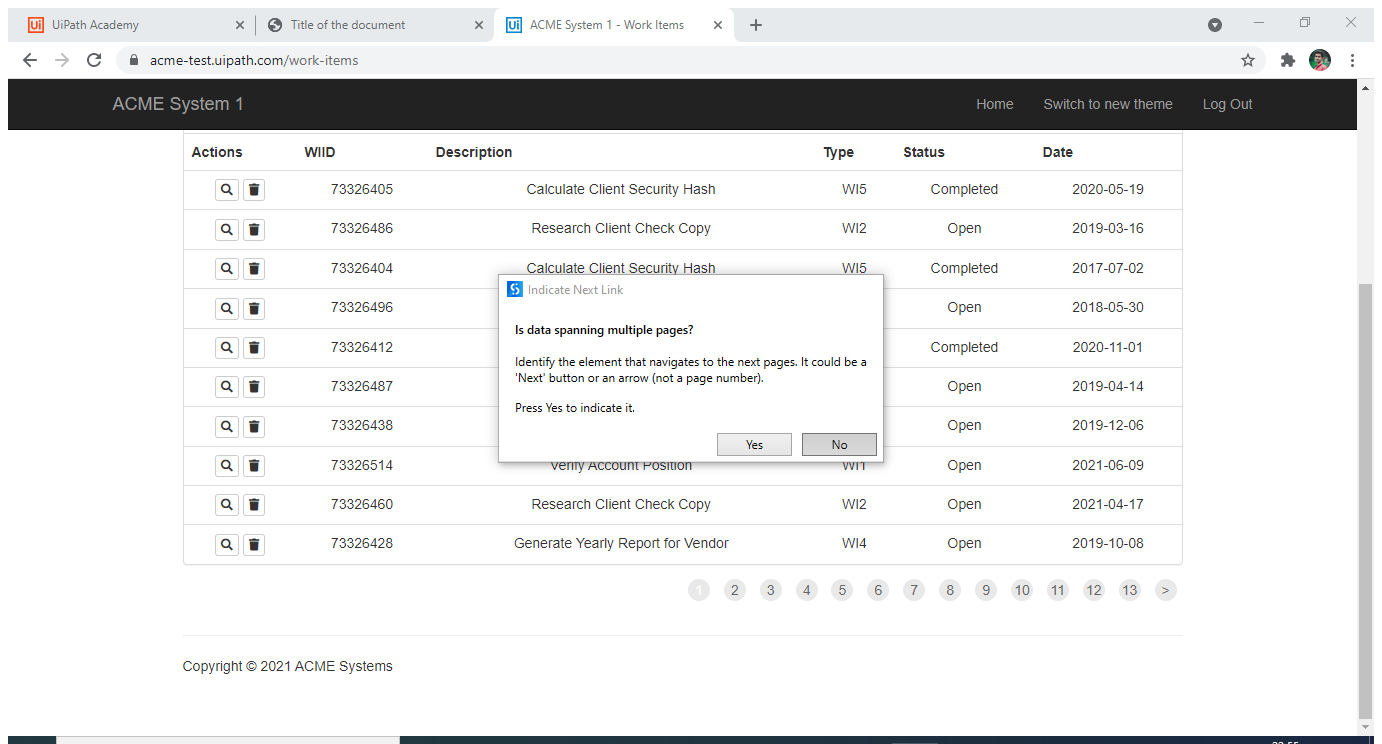 UiPath Academy
Title of the document
ACME System 1 - Work Items
acme-test.uipath.com/work-items
ACME System 1 Home Switch to new theme Log Out
Actions WIID Description Type Status Date
73326405 Calculate Client Security Hash WI5 Completed 2020-05-19
73326486 Research Client Check Copy WI2 Open 2019-03-16
73326404 Calculate Client Security Hash WI5 Completed 2017-07-02
Indicate Next Link
73326496 Open 2018-05-30
Is data spanning multiple pages?
73326412 Completed 2020-11-01
Identify the element that navigates to the next pages. It could be a
'Next' button or an arrow (not a page number).
73326487 Open 2019-04-14
Press Yes to indicate it.
73326438 Open 2019-12-06
Yes No
73326514 Verify Account Position WI1 Open 2021-06-09
73326460 Research Client Check Copy WI2 Open 2021-04-17
73326428 Generate Yearly Report for Vendor WI4 Open 2019-10-08
1 2 3 4 5 6 7 8 9 10 11 12 13 >
Copyright © 2021 ACME Systems